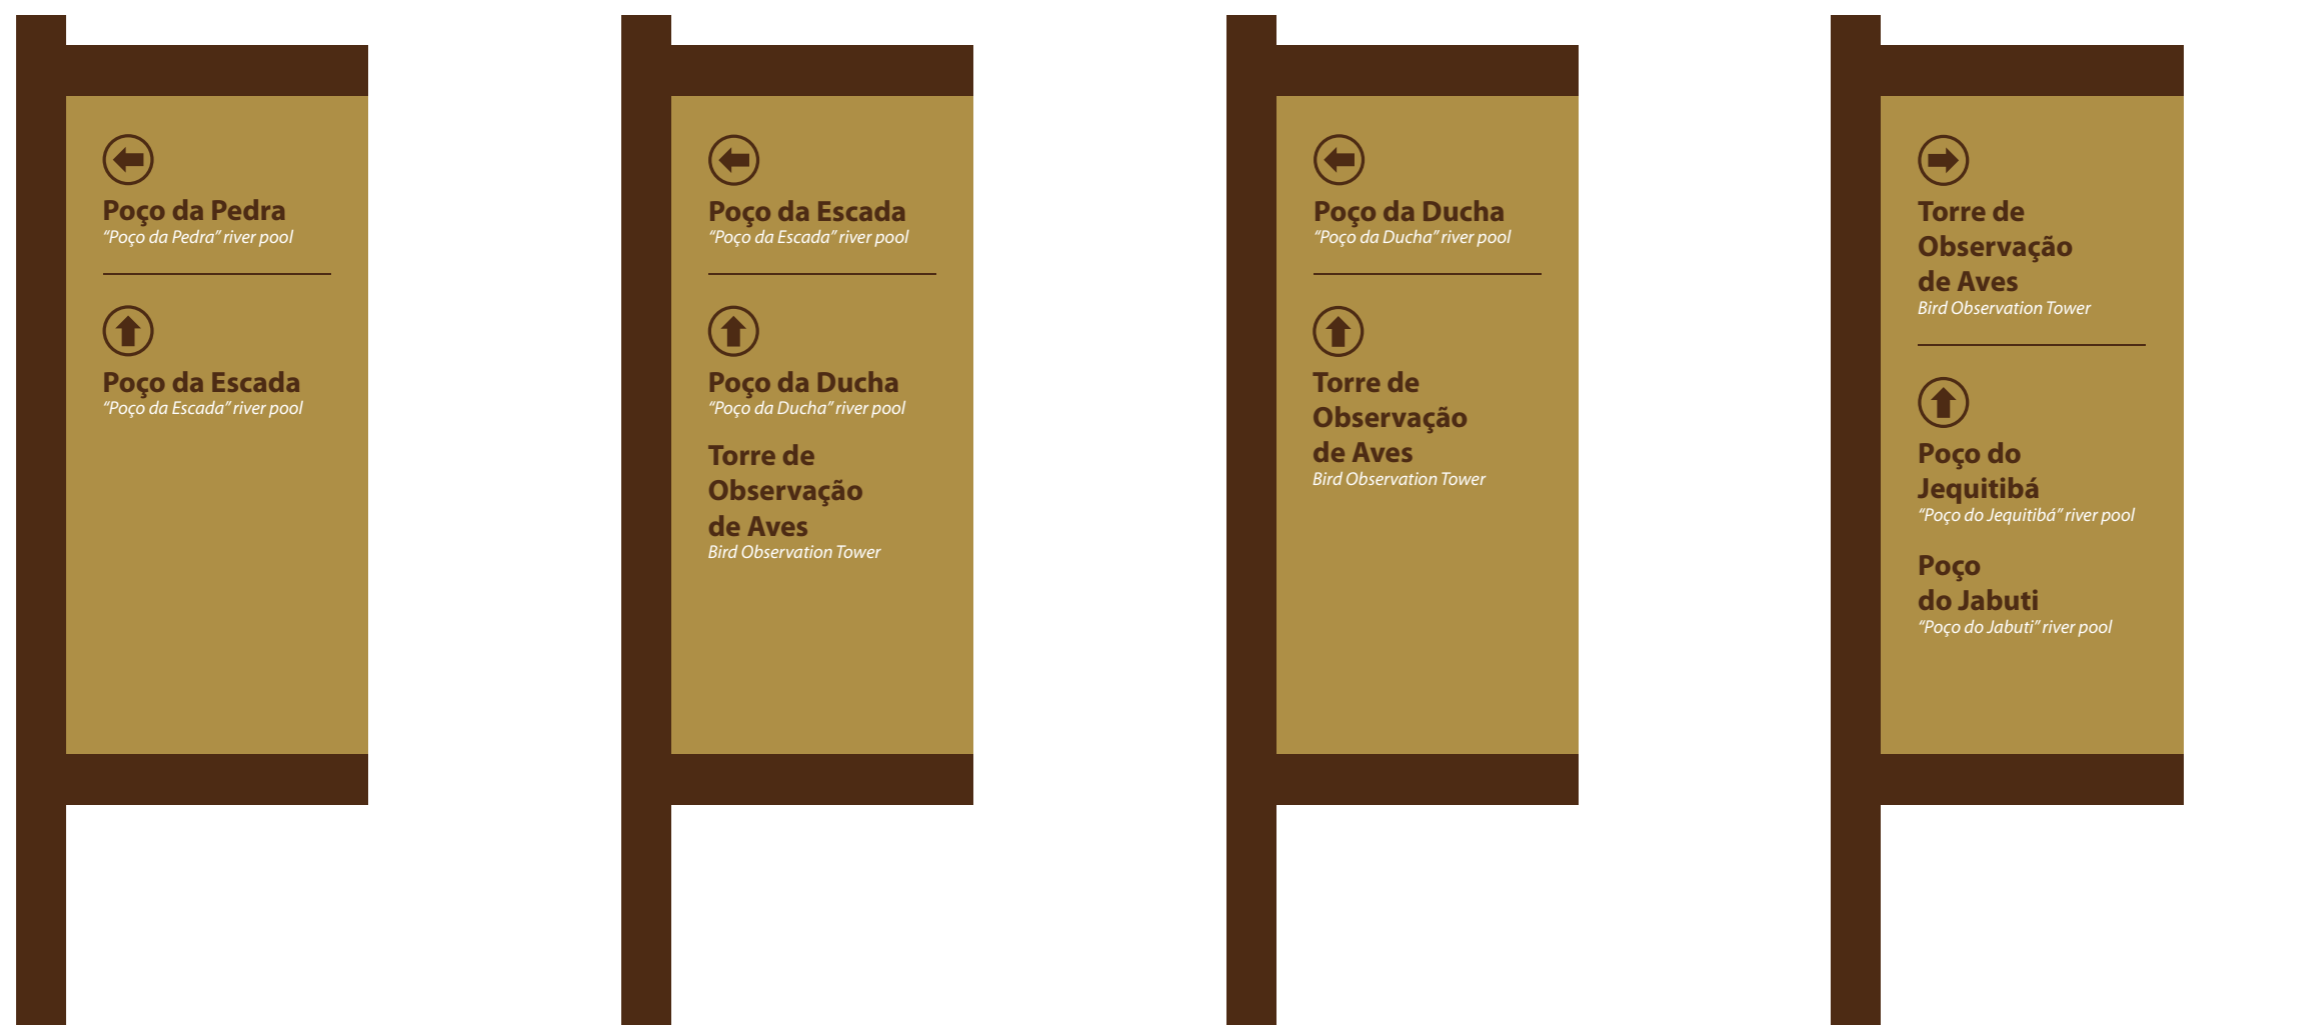 Poço da Pedra
“Poço da Pedra” river pool
Poço da Escada
“Poço da Escada” river pool
Poço da Escada
“Poço da Escada” river pool
Poço da Ducha
“Poço da Ducha” river pool
Torre de
Observação
de Aves
Bird Observation Tower
Poço da Ducha
“Poço da Ducha” river pool
Torre de
Observação
de Aves
Bird Observation Tower
Torre de
Observação
de Aves
Bird Observation Tower
Poço do
Jequitibá
“Poço do Jequitibá” river pool
Poço
do Jabuti
“Poço do Jabuti” river pool